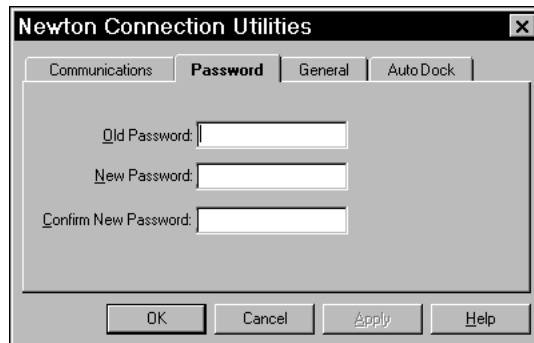 Newton Connection Utilities
Communications Password General Auto Dock
Old Password:
New Password:
Confirm New Password:
OK Cancel Apply Help